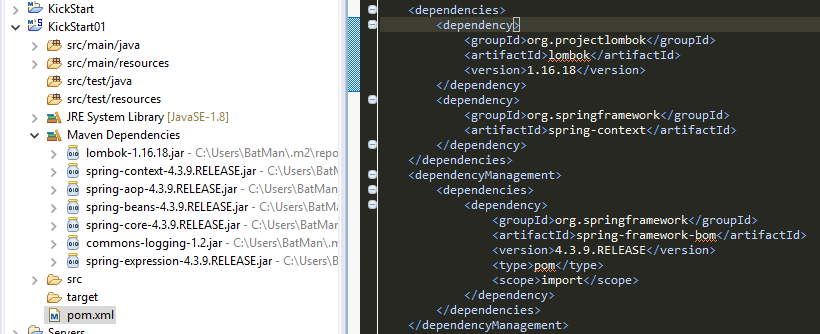 KickStart
KickStart01
src/main/java
src/main/resources
src/test/java
src/test/resources
JRE System Library [JavaSE-1.8]
Maven Dependencies
lombok-1.16.18.jar - C:\Users\BatMan\.m2\repo
spring-context-4.3.9.RELEASE.jar - C:\Users\Bat
spring-aop-4.3.9.RELEASE.jar - C:\Users\BatMan
spring-beans-4.3.9.RELEASE.jar - C:\Users\BatM
spring-core-4.3.9.RELEASE.jar - C:\Users\BatMa
commons-logging-1.2.jar - C:\Users\BatMan\.m
spring-expression-4.3.9.RELEASE.jar - C:\Users\B
src
target
pom.xml
Servers
<dependencies>
<dependency>
<groupId>org.projectlombok</groupId>
<artifactId>lombok</artifactId>
<version>1.16.18</version>
</dependency>
<dependency>
<groupId>org.springframework</groupId>
<artifactId>spring-context</artifactId>
</dependency>
</dependencies>
<dependencyManagement>
<dependencies>
<dependency>
<groupId>org.springframework</groupId>
<artifactId>spring-framework-bom</artifactId>
<version>4.3.9.RELEASE</version>
<type>pom</type>
<scope>import</scope>
</dependency>
</dependencies>
</dependencyManagement>